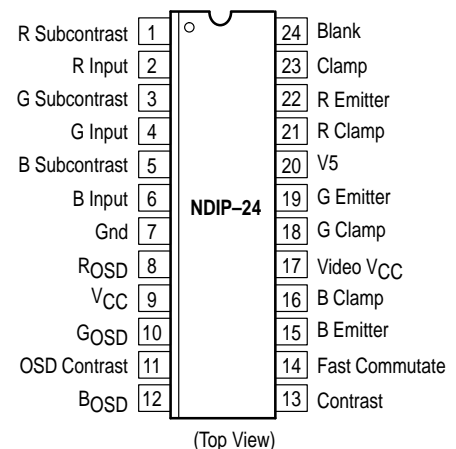 R Subcontrast 1 24 Blank
R Input 2 23 Clamp
G Subcontrast 3 22 R Emitter
G Input 4 21 R Clamp
B Subcontrast 5 20 V5
B Input 6 NDIP–24 19 G Emitter
Gnd 7 18 G Clamp
ROSD 8 17 Video VCC
VCC 9 16 B Clamp
GOSD 10 15 B Emitter
OSD Contrast 11 14 Fast Commutate
BOSD 12 13 Contrast
(Top View)